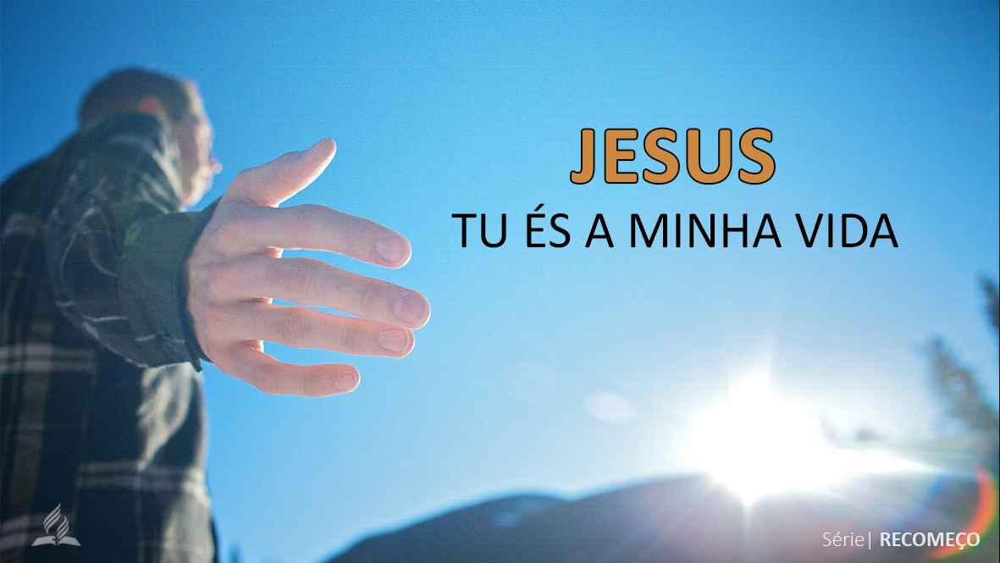 JESUS
TU ÉS A MINHA VIDA
Série| RECOMEÇO